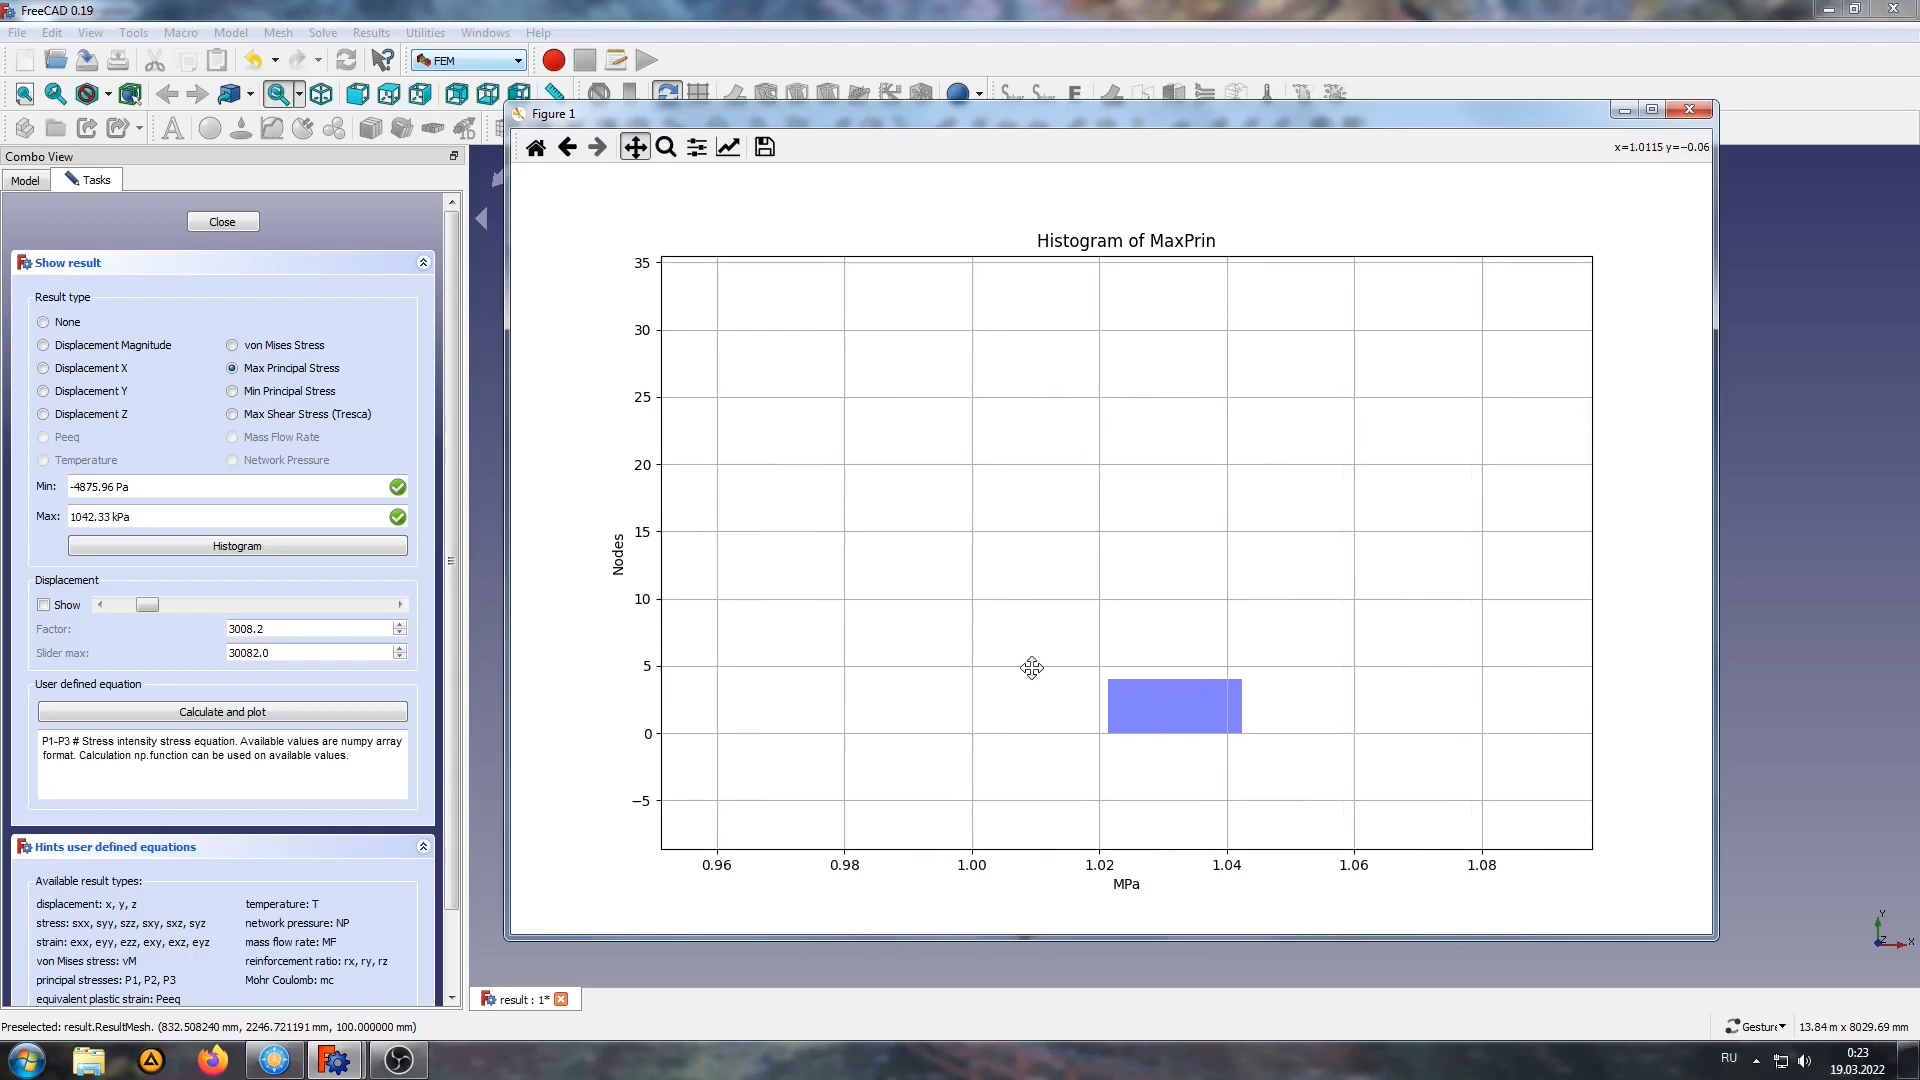 FreeCAD 0.19
File Edit View Tools Macro Model Mesh Solve Results Utilities Windows Help
FEM
Figure 1
Combo View
x=1.0115 y=−0.06
Model Tasks
Close
Show result
Result type
None
Displacement Magnitude von Mises Stress
Displacement X Max Principal Stress
Displacement Y Min Principal Stress
Displacement Z Max Shear Stress (Tresca)
Peeq Mass Flow Rate
Temperature Network Pressure
Min: -4875.96 Pa
Max: 1042.33 kPa
Histogram
Displacement
Show
Factor: 3008.2
Slider max: 30082.0
User defined equation
Calculate and plot
P1-P3 # Stress intensity stress equation. Available values are numpy array
format. Calculation np.function can be used on available values.
Hints user defined equations
Available result types:
displacement: x, y, z temperature: T
stress: sxx, syy, szz, sxy, sxz, syz network pressure: NP
strain: exx, eyy, ezz, exy, exz, eyz mass flow rate: MF
von Mises stress: vM reinforcement ratio: rx, ry, rz
principal stresses: P1, P2, P3 Mohr Coulomb: mc
equivalent plastic strain: Peeq
Histogram of MaxPrin
35
30
25
20
15
10
5
0
−5
Nodes
0.96 0.98 1.00 1.02 1.04 1.06 1.08
MPa
Y
Z X
result : 1*
Preselected: result.ResultMesh. (832.508240 mm, 2246.721191 mm, 100.000000 mm)
Gesture 13.84 m x 8029.69 mm
RU
0:23
19.03.2022